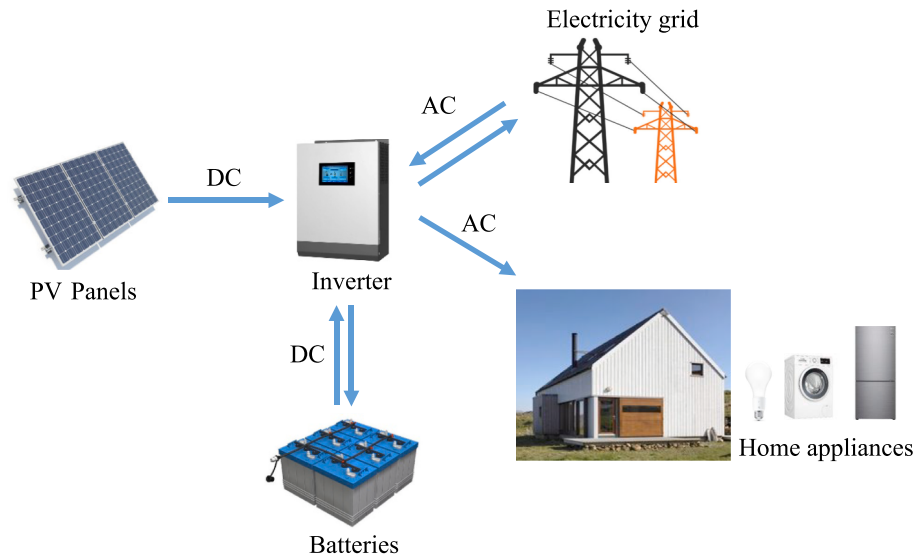 Electricity grid
AC
DC
AC
PV Panels
Inverter
DC
Home appliances
Batteries